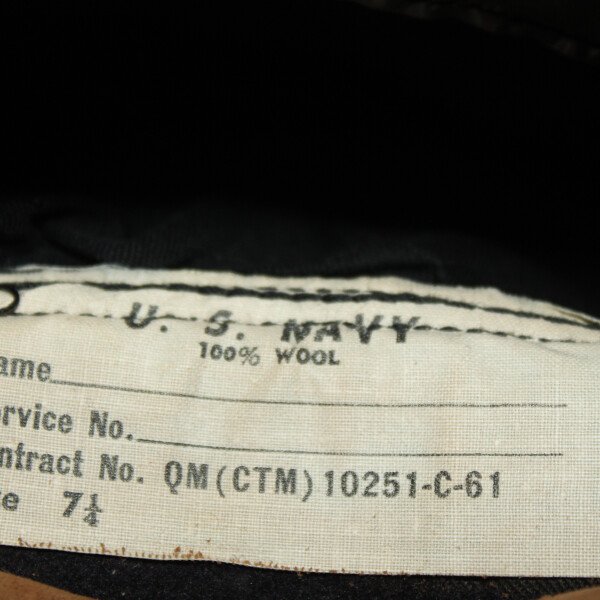 U. S. NAVY
100% WOOL
ame
ervice No.
ntract No. QM (CTM) 10251-C-61
e 7¼